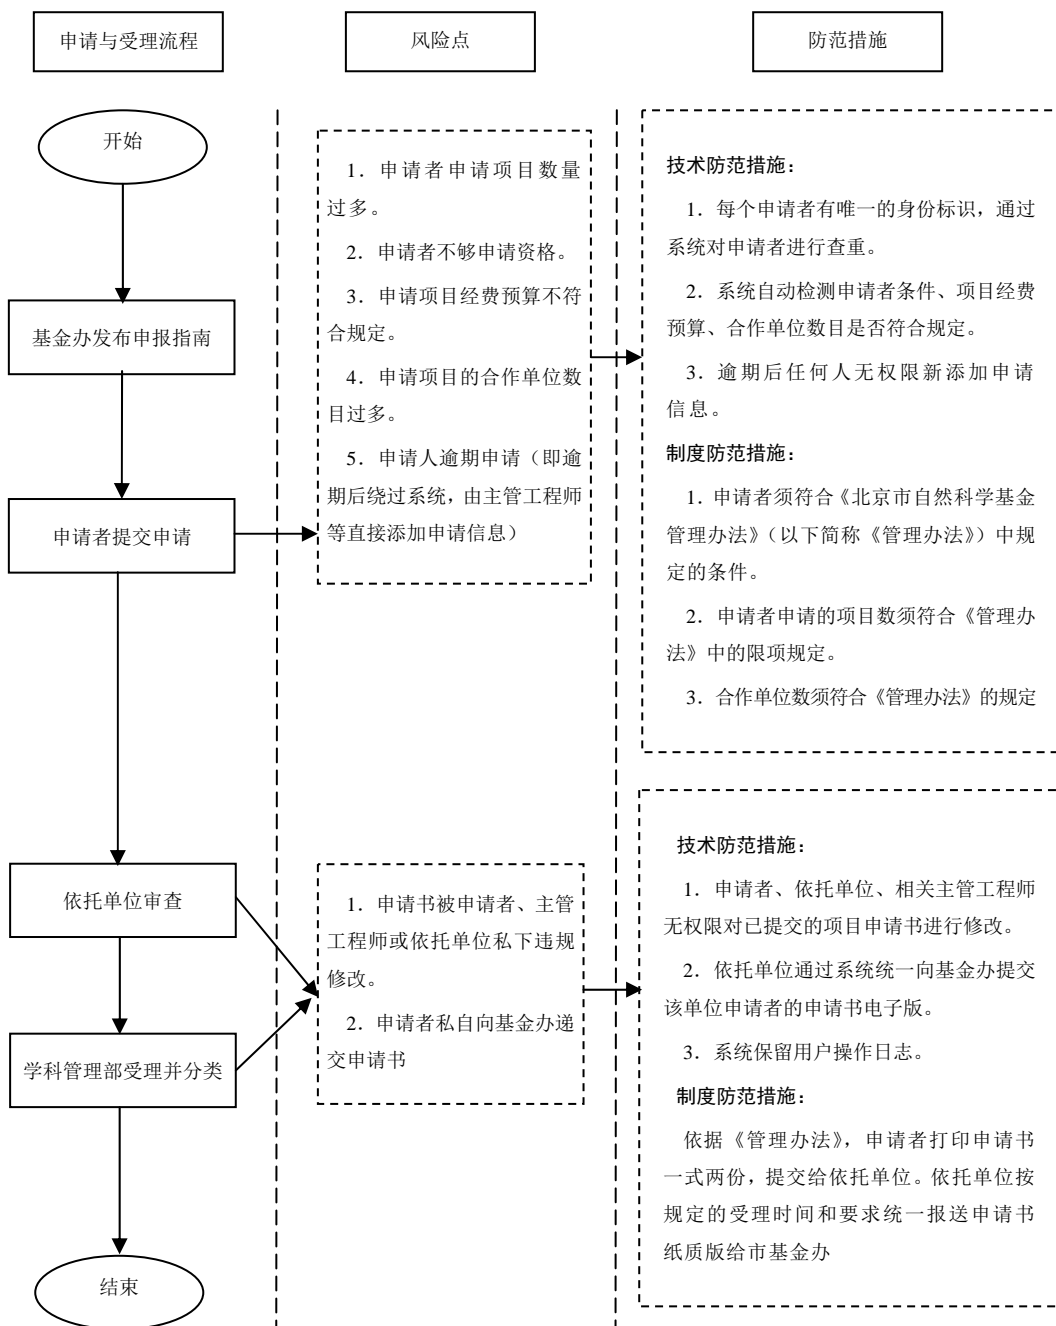 申请与受理流程
风险点
防范措施
开始
基金办发布申报指南
申请者提交申请
依托单位审查
学科管理部受理并分类
结束
1. 申请者申请项目数量
过多。
2. 申请者不够申请资格。
3. 申请项目经费预算不符
合规定。
4. 申请项目的合作单位数
目过多。
5. 申请人逾期申请（即逾
期后绕过系统，由主管工程师
等直接添加申请信息）
1. 申请书被申请者、主管
工程师或依托单位私下违规
修改。
2. 申请者私自向基金办递
交申请书
技术防范措施：
1. 每个申请者有唯一的身份标识，通过
系统对申请者进行查重。
2. 系统自动检测申请者条件、项目经费
预算、合作单位数目是否符合规定。
3. 逾期后任何人无权限新添加申请
信息。
制度防范措施：
1. 申请者须符合《北京市自然科学基金
管理办法》（以下简称《管理办法》）中规
定的条件。
2. 申请者申请的项目数须符合《管理办
法》中的限项规定。
3. 合作单位数须符合《管理办法》的规定
技术防范措施：
1. 申请者、依托单位、相关主管工程师
无权限对已提交的项目申请书进行修改。
2. 依托单位通过系统统一向基金办提交
该单位申请者的申请书电子版。
3. 系统保留用户操作日志。
制度防范措施：
依据《管理办法》，申请者打印申请书
一式两份，提交给依托单位。依托单位按
规定的受理时间和要求统一报送申请书
纸质版给市基金办